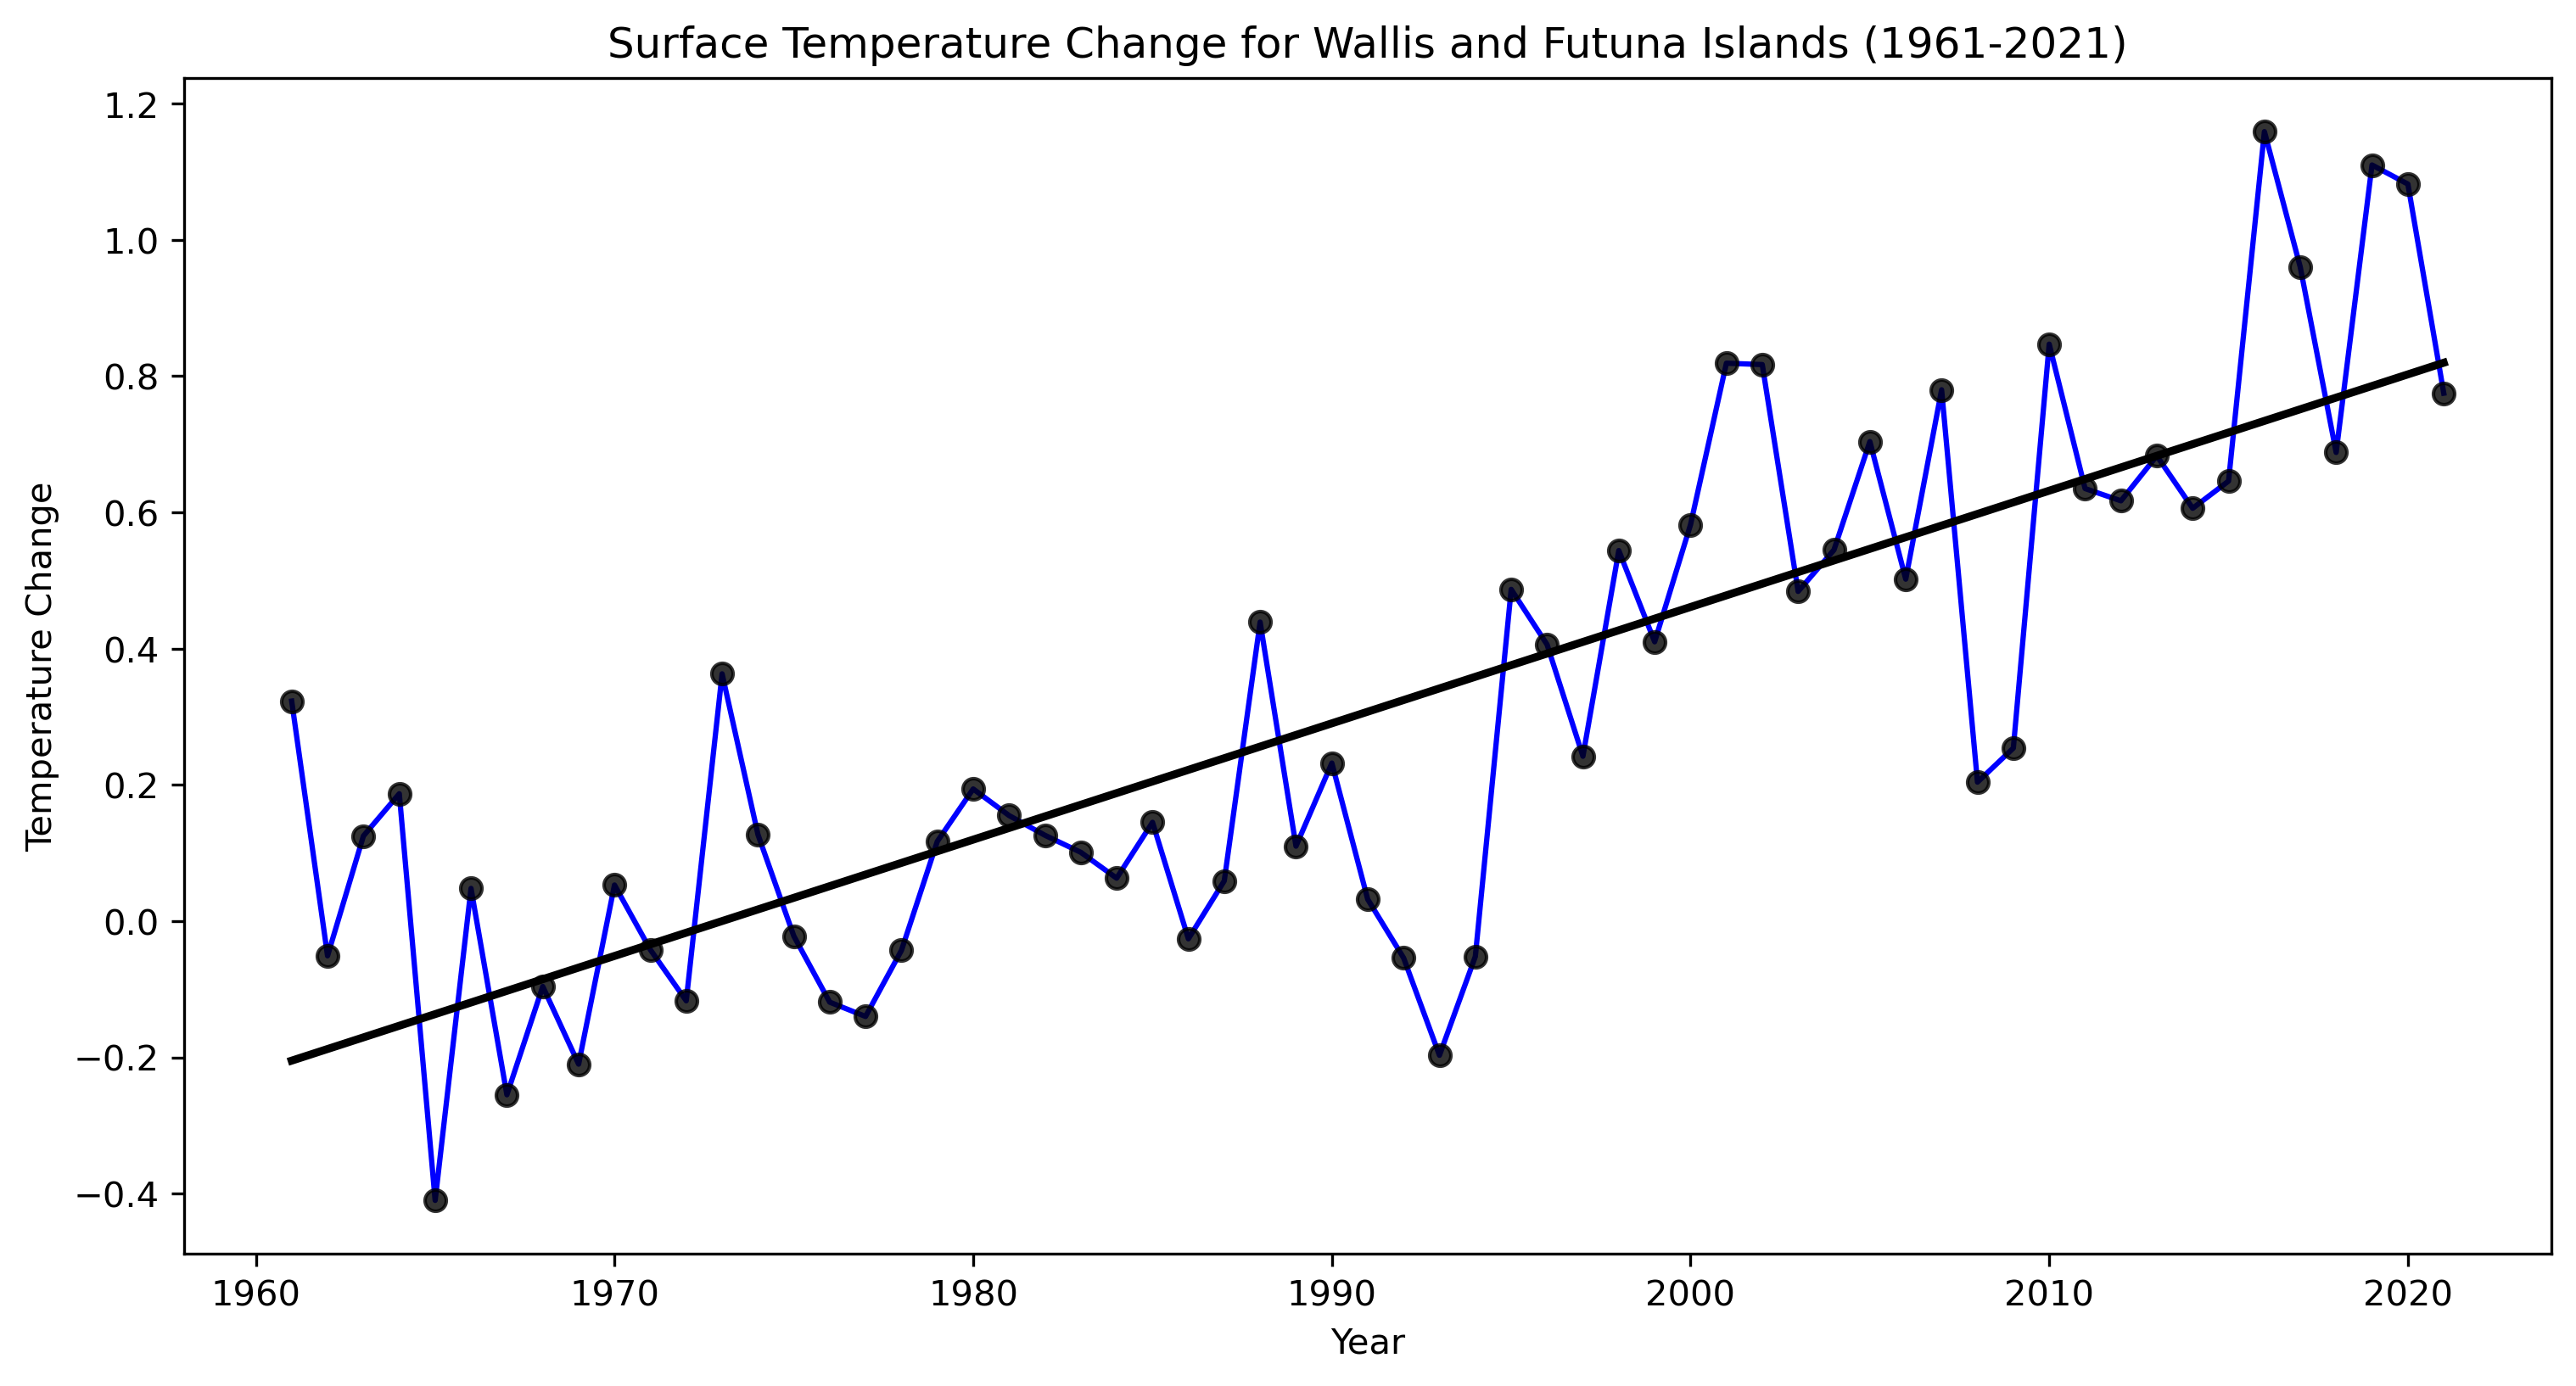 Surface Temperature Change for Wallis and Futuna Islands (1961-2021)
1.2
1.0
0.8
0.6
0.4
0.2
0.0
−0.2
−0.4
Temperature Change
1960 1970 1980 1990 2000 2010 2020
Year